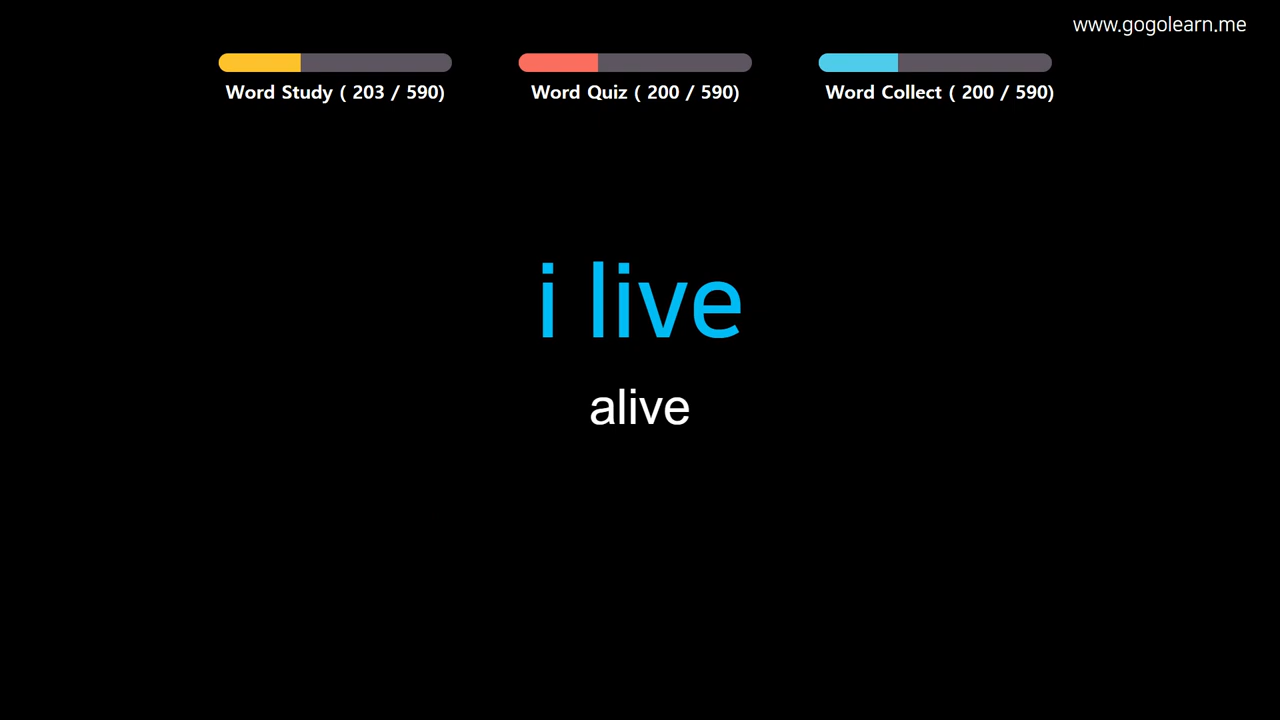 www.gogolearn.me
Word Study ( 203 / 590)
Word Quiz ( 200 / 590)
Word Collect ( 200 / 590)
i live
alive